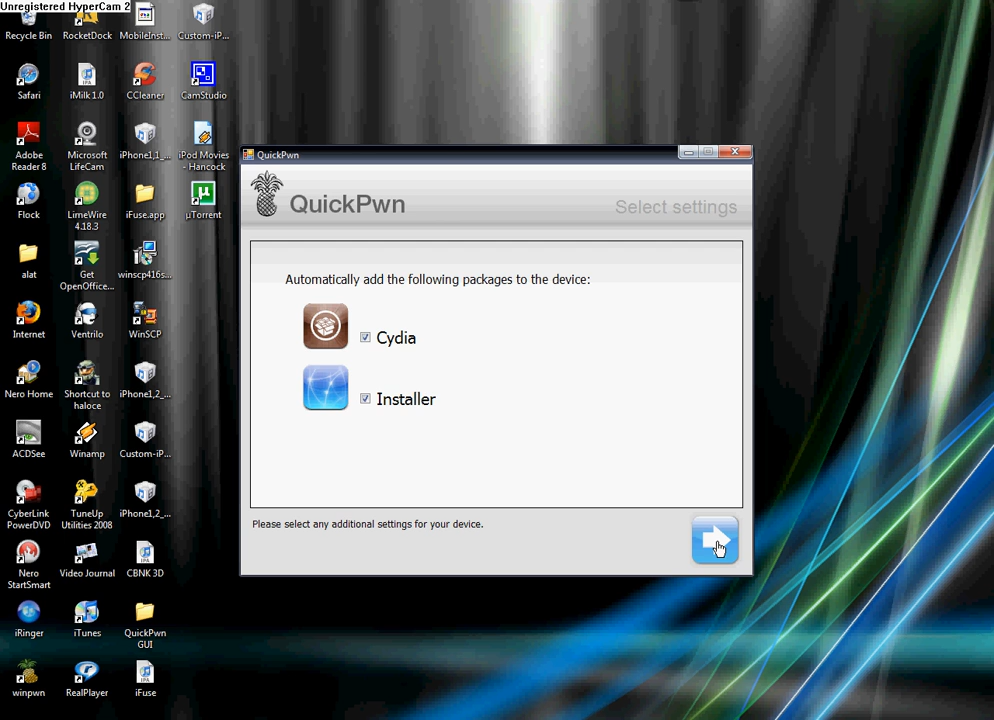 Unregistered HyperCam 2
Recycle Bin
RocketDock
MobileInst...
Custom-iP...
Safari
iMilk 1.0
CCleaner
CamStudio
Adobe
Reader 8
Microsoft
LifeCam
iPhone1,1_...
iPod Movies
- Hancock
Flock
LimeWire
4.18.3
iFuse.app
µTorrent
alat
Get
OpenOffice...
winscp416s...
Internet
Ventrilo
WinSCP
Nero Home
Shortcut to
haloce
iPhone1,2_...
ACDSee
Winamp
Custom-iP...
CyberLink
PowerDVD
TuneUp
Utilities 2008
iPhone1,2_...
Nero
StartSmart
Video Journal
CBNK 3D
iRinger
iTunes
QuickPwn
GUI
winpwn
RealPlayer
iFuse
QuickPwn
QuickPwn
Select settings
Automatically add the following packages to the device:
Cydia
Installer
Please select any additional settings for your device.